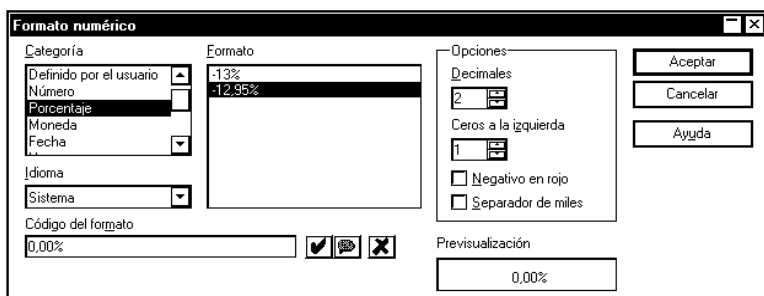 Formato numérico
Categoría
Definido por el usuario
Número
Porcentaje
Moneda
Fecha
Idioma
Sistema
Formato
-13%
-12,95%
Código del formato
0,00%
Opciones
Decimales
2
Ceros a la izquierda
1
Negativo en rojo
Separador de miles
Previsualización
0,00%
Aceptar
Cancelar
Ayuda